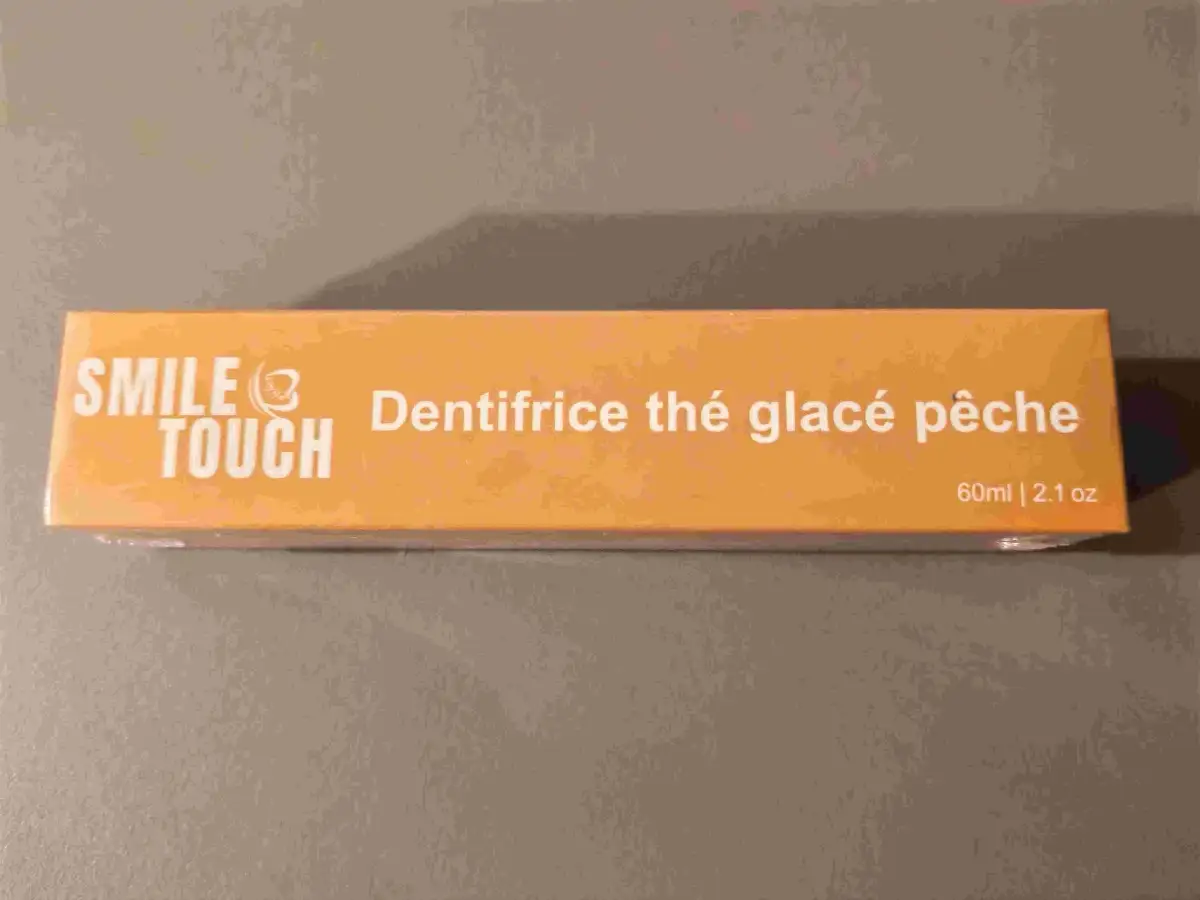 SMILE
TOUCH
Dentifrice thé glacé pêche
60ml | 2.1 oz